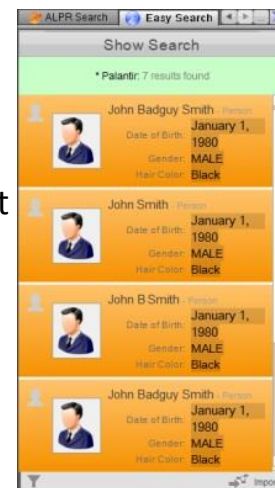 ALPR Search Easy Search
Show Search
* Palantir: 7 results found
John Badguy Smith - Person
Date of Birth: January 1,
1980
Gender: MALE
Hair Color: Black
t
John Smith - Person
Date of Birth: January 1,
1980
Gender: MALE
Hair Color: Black
John B Smith - Person
Date of Birth: January 1,
1980
Gender: MALE
Hair Color: Black
John Badguy Smith - Person
Date of Birth: January 1,
1980
Gender: MALE
Hair Color: Black
Impor